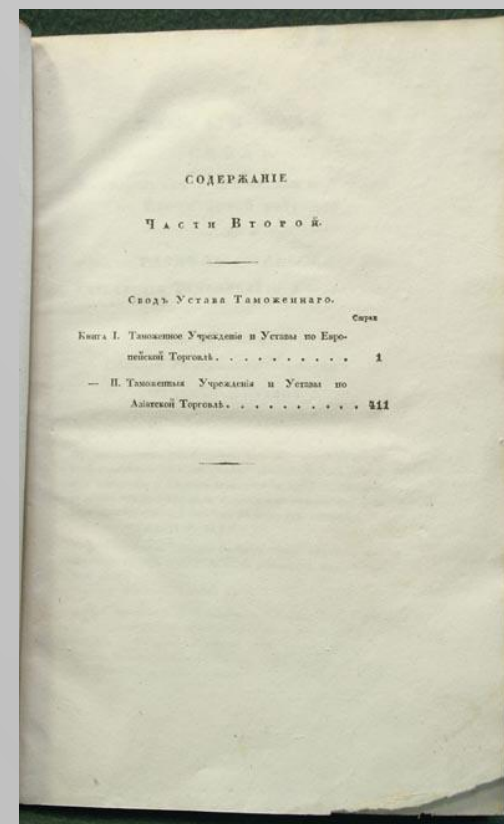 СОДЕРЖАНІЕ
Части Второй.
Сводъ Устава Таможеннаго.
Стран
Книга I. Таможенное Учрежденіе и Уставы по Евро-
пейской Торговлѣ. . . . . . . . . . . 1
— II. Таможенныя Учрежденія и Уставы по
Азіатской Торговлѣ. . . . . . . . . . . 411